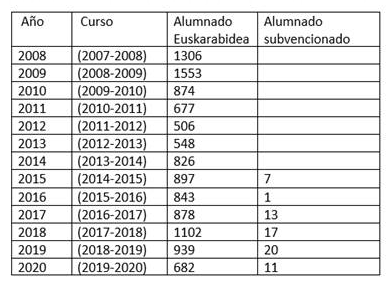 Año Curso Alumnado Euskarabidea Alumnado subvencionado
2008 (2007-2008) 1306
2009 (2008-2009) 1553
2010 (2009-2010) 874
2011 (2010-2011) 677
2012 (2011-2012) 506
2013 (2012-2013) 548
2014 (2013-2014) 826
2015 (2014-2015) 897 7
2016 (2015-2016) 843 1
2017 (2016-2017) 878 13
2018 (2017-2018) 1102 17
2019 (2018-2019) 939 20
2020 (2019-2020) 682 11